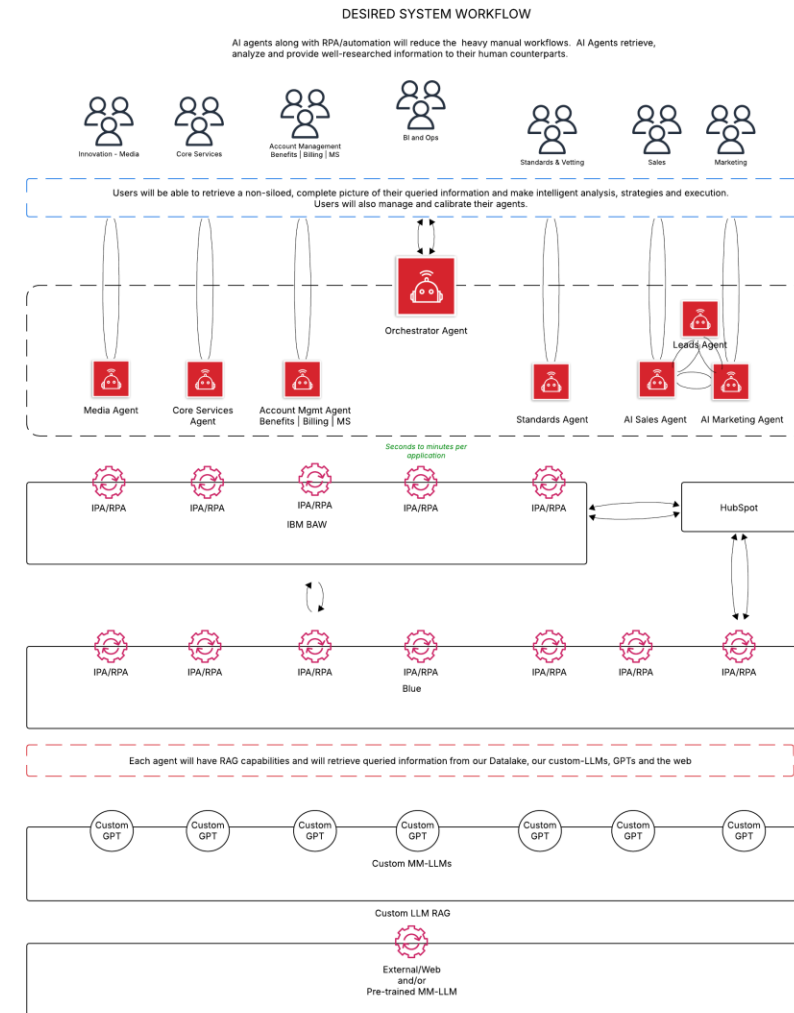 DESIRED SYSTEM WORKFLOW
AI agents along with RPA/automation will reduce the heavy manual workflows. AI Agents retrieve,
analyze and provide well-researched information to their human counterparts.
Innovation - Media
Core Services
Account Management
Benefits | Billing | MS
BI and Ops
Standards & Vetting
Sales
Marketing
Users will be able to retrieve a non-siloed, complete picture of their queried information and make intelligent analysis, strategies and execution.
Users will also manage and calibrate their agents.
Orchestrator Agent
Leads Agent
Media Agent
Core Services
Agent
Account Mgmt Agent
Benefits | Billing | MS
Standards Agent
AI Sales Agent
AI Marketing Agent
Seconds to minutes per
application
IPA/RPA
IPA/RPA
IPA/RPA
IPA/RPA
IPA/RPA
IBM BAW
HubSpot
IPA/RPA
IPA/RPA
IPA/RPA
IPA/RPA
IPA/RPA
IPA/RPA
IPA/RPA
Blue
Each agent will have RAG capabilities and will retrieve queried information from our Datalake, our custom-LLMs, GPTs and the web
Custom
GPT
Custom
GPT
Custom
GPT
Custom
GPT
Custom
GPT
Custom
GPT
Custom
GPT
Custom MM-LLMs
Custom LLM RAG
External/Web
and/or
Pre-trained MM-LLM